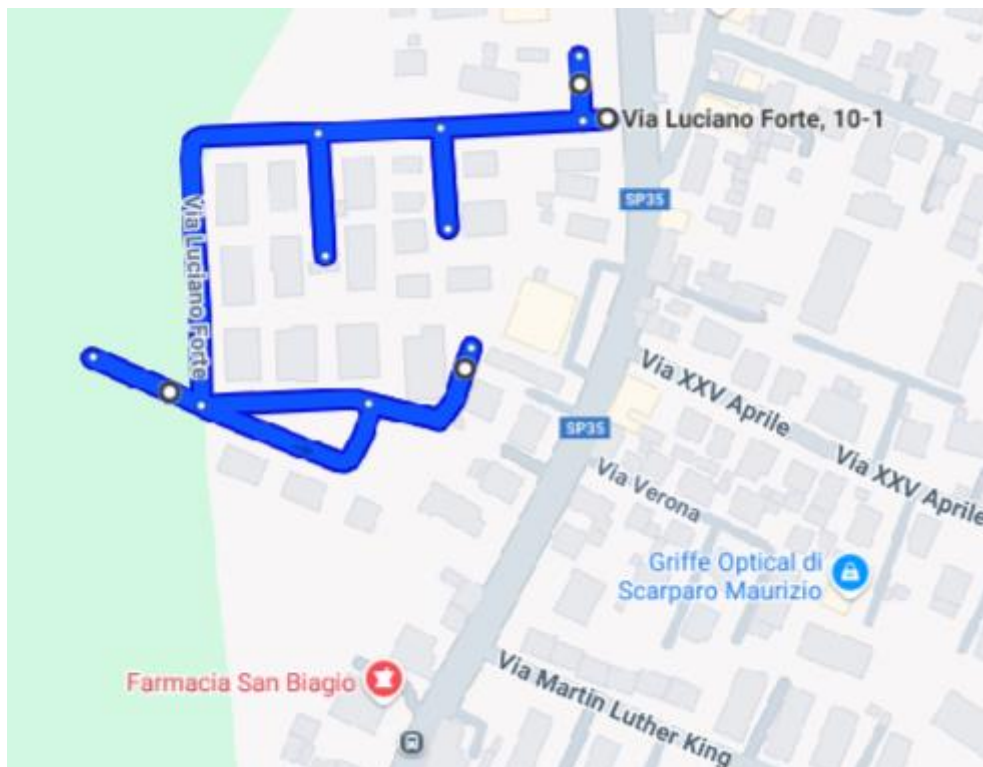 Via Luciano Forte, 10-1
SP35
Via Luciano Forte
Via XXV Aprile
Via XXV Aprile
SP35
Via Verona
Griffe Optical di
Scarparo Maurizio
Farmacia San Biagio
Via Martin Luther King